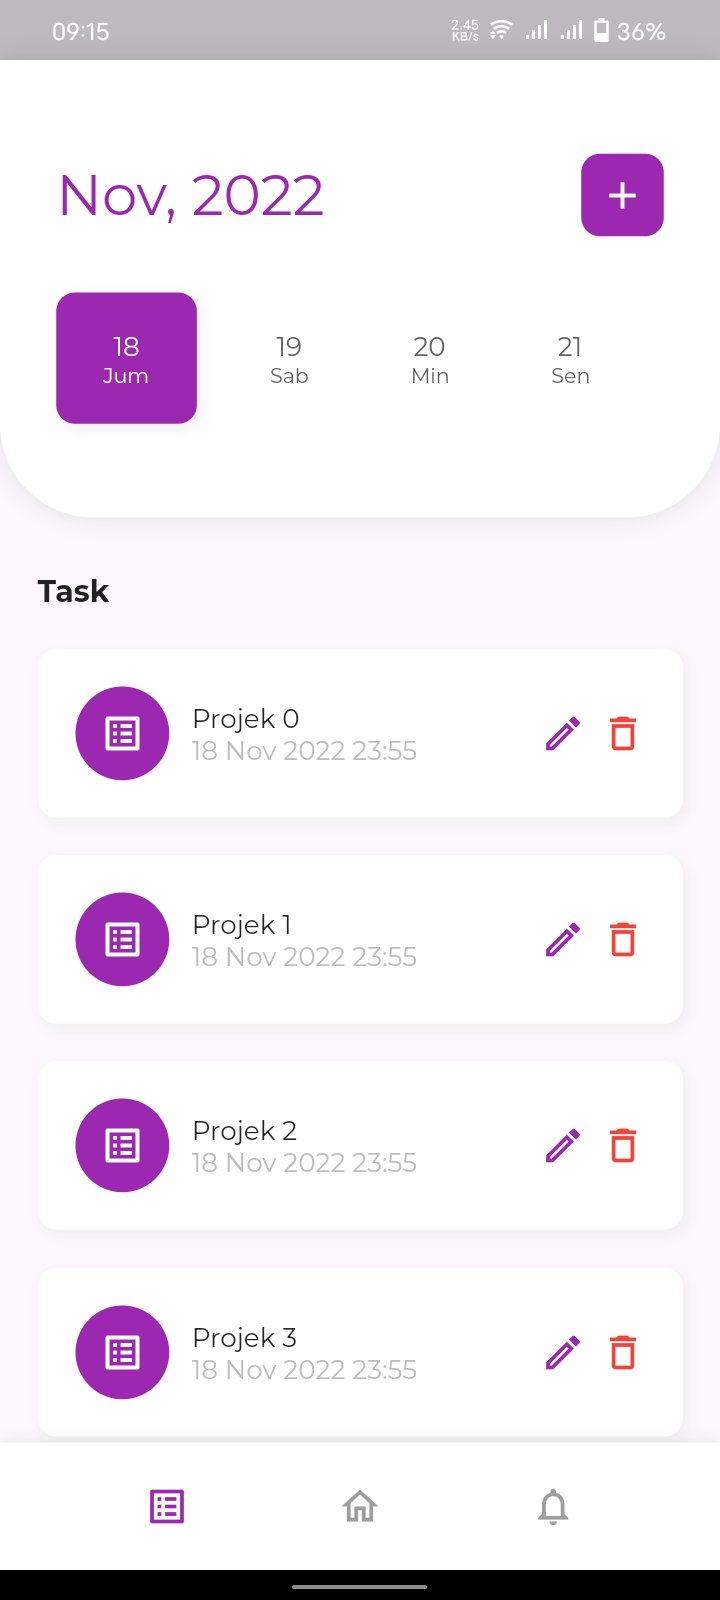 09:15
2.45
KB/s
36%
Nov, 2022
18
Jum
19
Sab
20
Min
21
Sen
Task
Projek 0
18 Nov 2022 23:55
Projek 1
18 Nov 2022 23:55
Projek 2
18 Nov 2022 23:55
Projek 3
18 Nov 2022 23:55